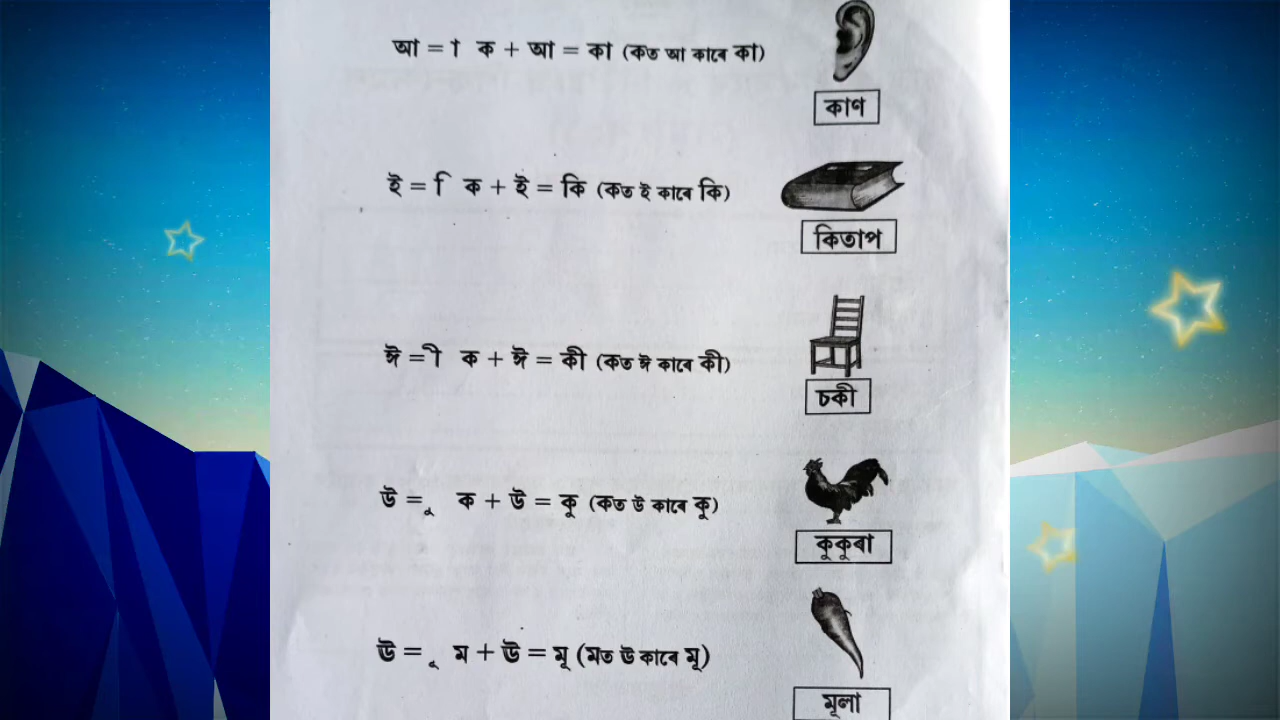 আ = া ক + আ = কা (কত আ কাৰে কা)
কাণ
ই = ি ক + ই = কি (কত ই কাৰে কি)
কিতাপ
ঈ = ী ক + ঈ = কী (কত ঈ কাৰে কী)
চকী
উ = ু ক + উ = কু (কত উ কাৰে কু)
কুকুৰা
ঊ = ূ ম + ঊ = মূ (মত ঊ কাৰে মূ)
মূলা